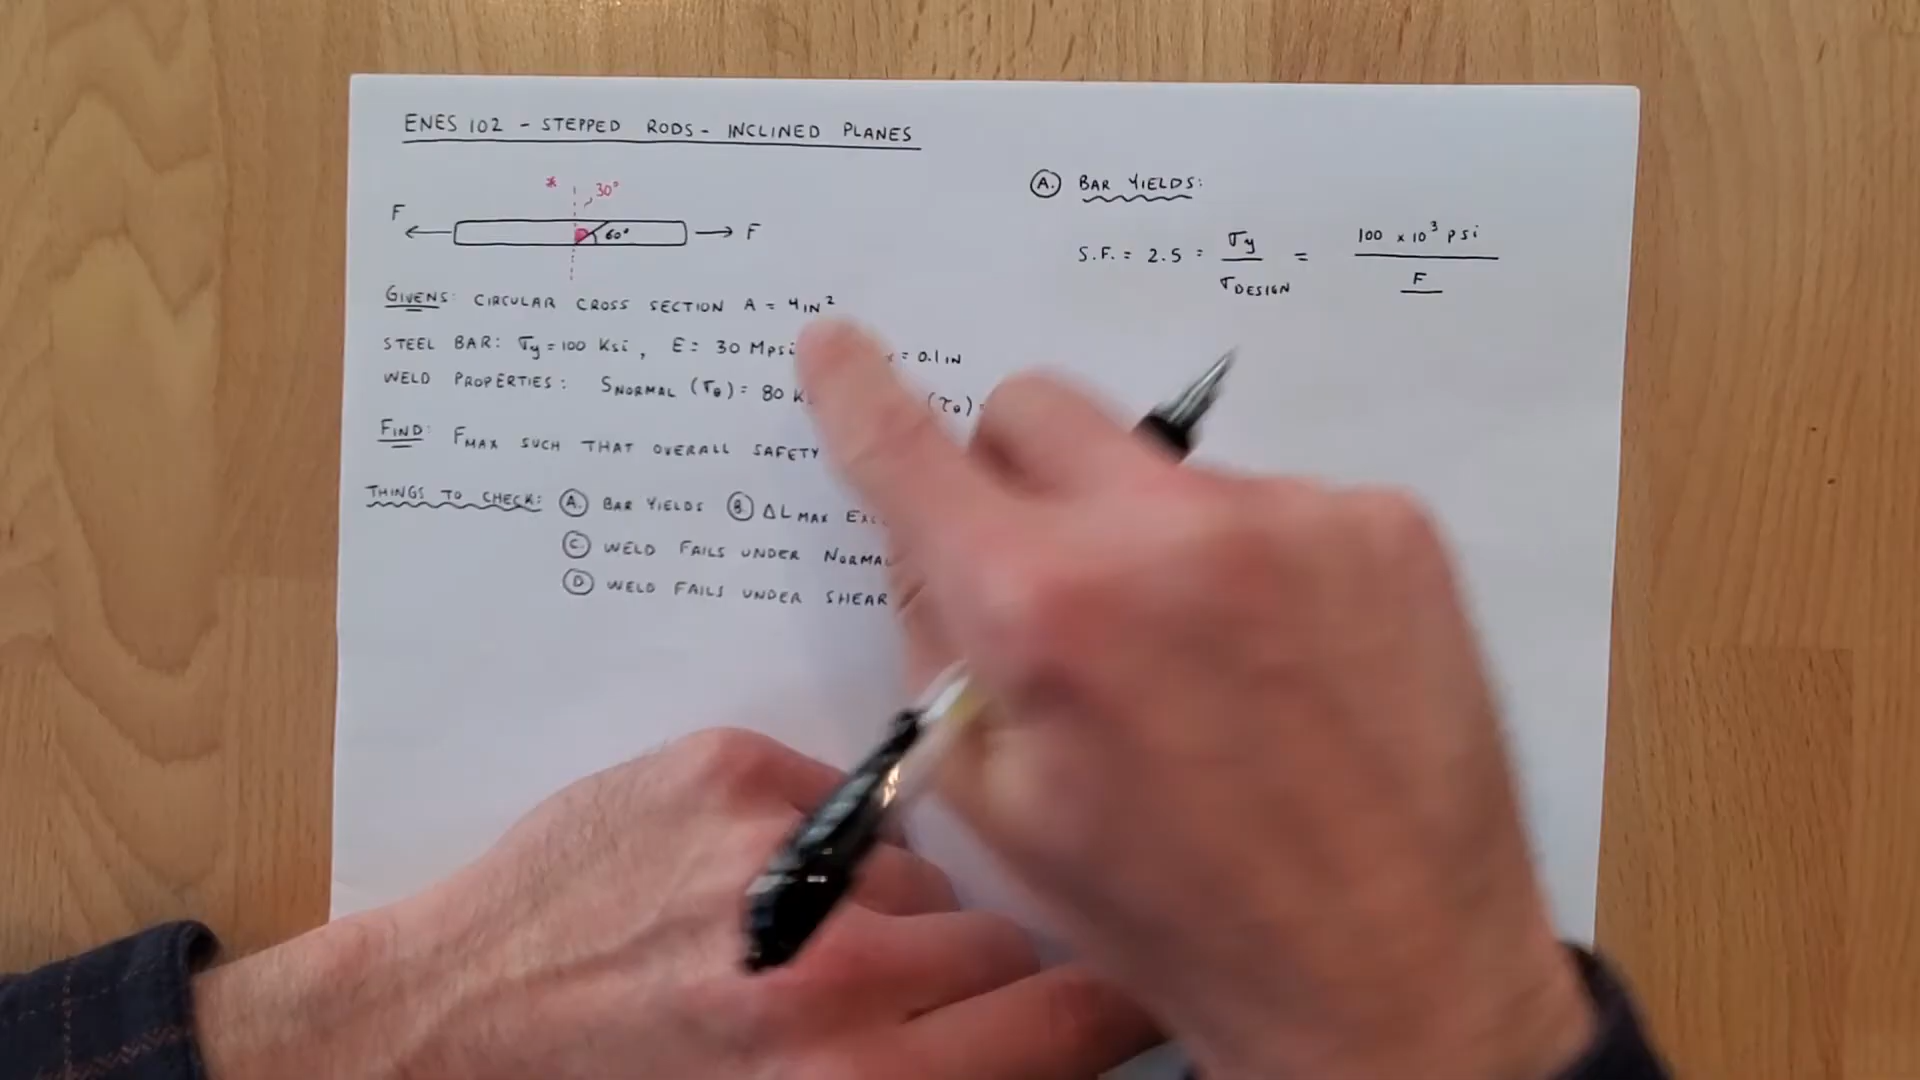 ENES 102 - STEPPED RODS - INCLINED PLANES
* 30°
F 60° F
GIVENS: CIRCULAR CROSS SECTION A = 4 IN²
STEEL BAR: σy = 100 Ksi, E = 30 Mpsi = 0.1 IN
WELD PROPERTIES: SNORMAL (σθ) = 80 K (τθ) =
FIND: FMAX SUCH THAT OVERALL SAFETY
THINGS TO CHECK: A. BAR YIELDS B. ΔL MAX
C. WELD FAILS UNDER NORMAL
D. WELD FAILS UNDER SHEAR
A. BAR YIELDS:
S.F. = 2.5 = σy / σDESIGN = 100 x 10³ psi / F